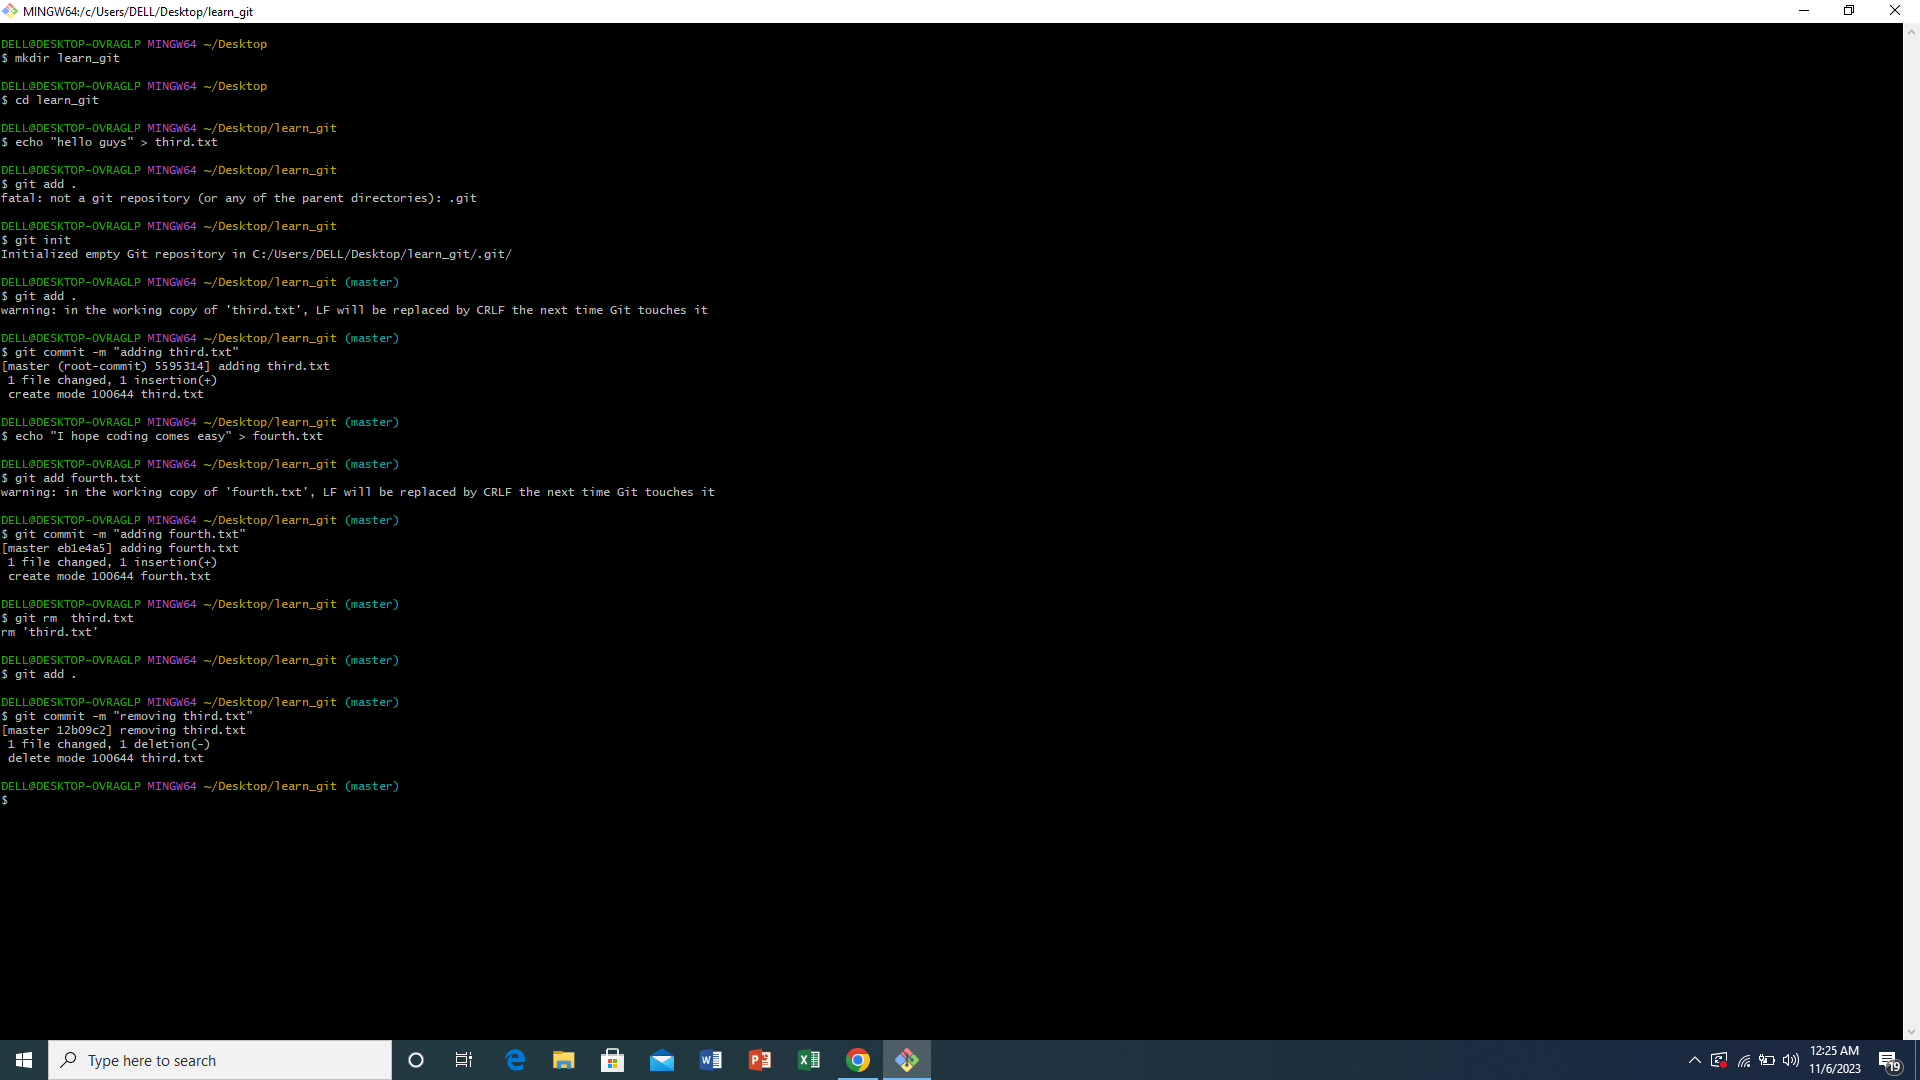 MINGW64:/c/Users/DELL/Desktop/learn_git
DELL@DESKTOP-OVRAGLP MINGW64 ~/Desktop
$ mkdir learn_git
DELL@DESKTOP-OVRAGLP MINGW64 ~/Desktop
$ cd learn_git
DELL@DESKTOP-OVRAGLP MINGW64 ~/Desktop/learn_git
$ echo "hello guys" > third.txt
DELL@DESKTOP-OVRAGLP MINGW64 ~/Desktop/learn_git
$ git add .
fatal: not a git repository (or any of the parent directories): .git
DELL@DESKTOP-OVRAGLP MINGW64 ~/Desktop/learn_git
$ git init
Initialized empty Git repository in C:/Users/DELL/Desktop/learn_git/.git/
DELL@DESKTOP-OVRAGLP MINGW64 ~/Desktop/learn_git (master)
$ git add .
warning: in the working copy of 'third.txt', LF will be replaced by CRLF the next time Git touches it
DELL@DESKTOP-OVRAGLP MINGW64 ~/Desktop/learn_git (master)
$ git commit -m "adding third.txt"
[master (root-commit) 5595314] adding third.txt
 1 file changed, 1 insertion(+)
 create mode 100644 third.txt
DELL@DESKTOP-OVRAGLP MINGW64 ~/Desktop/learn_git (master)
$ echo "I hope coding comes easy" > fourth.txt
DELL@DESKTOP-OVRAGLP MINGW64 ~/Desktop/learn_git (master)
$ git add fourth.txt
warning: in the working copy of 'fourth.txt', LF will be replaced by CRLF the next time Git touches it
DELL@DESKTOP-OVRAGLP MINGW64 ~/Desktop/learn_git (master)
$ git commit -m "adding fourth.txt"
[master eb1e4a5] adding fourth.txt
 1 file changed, 1 insertion(+)
 create mode 100644 fourth.txt
DELL@DESKTOP-OVRAGLP MINGW64 ~/Desktop/learn_git (master)
$ git rm  third.txt
rm 'third.txt'
DELL@DESKTOP-OVRAGLP MINGW64 ~/Desktop/learn_git (master)
$ git add .
DELL@DESKTOP-OVRAGLP MINGW64 ~/Desktop/learn_git (master)
$ git commit -m "removing third.txt"
[master 12b09c2] removing third.txt
 1 file changed, 1 deletion(-)
 delete mode 100644 third.txt
DELL@DESKTOP-OVRAGLP MINGW64 ~/Desktop/learn_git (master)
$
Type here to search
12:25 AM
11/6/2023
19